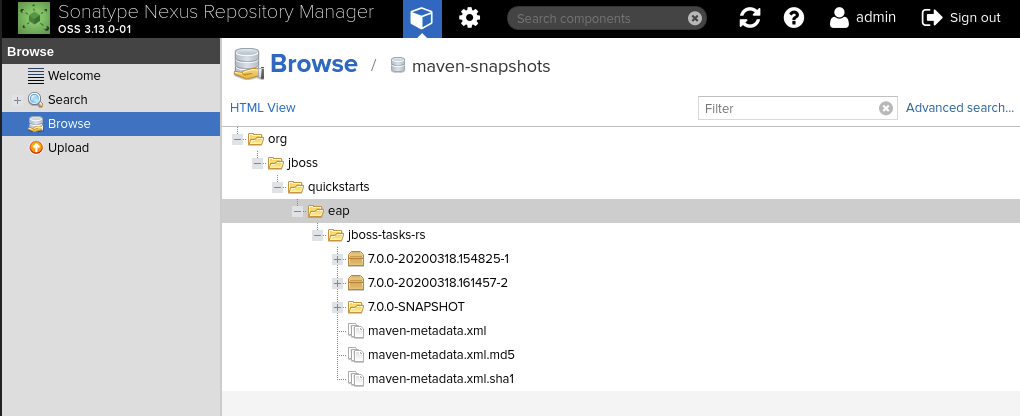 Sonatype Nexus Repository Manager
OSS 3.13.0-01
Search components
admin
Sign out
Browse
Welcome
Search
Browse
Upload
Browse / maven-snapshots
HTML View
Filter
Advanced search...
org
jboss
quickstarts
eap
jboss-tasks-rs
7.0.0-20200318.154825-1
7.0.0-20200318.161457-2
7.0.0-SNAPSHOT
maven-metadata.xml
maven-metadata.xml.md5
maven-metadata.xml.sha1